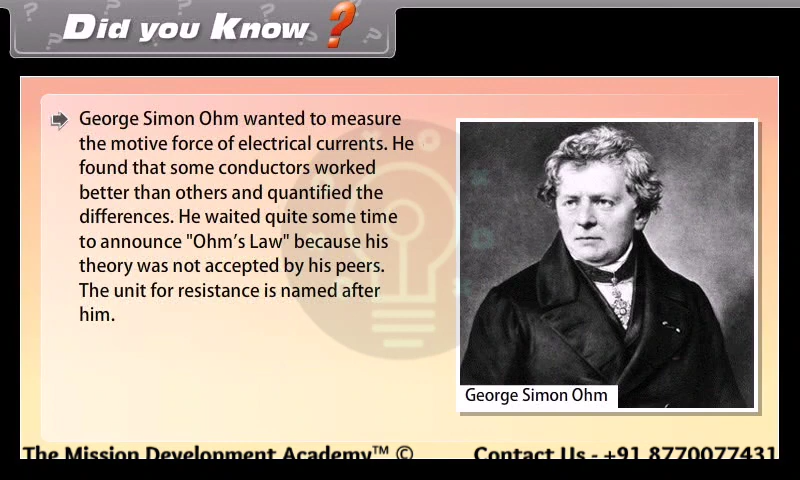 Did you Know ?
George Simon Ohm wanted to measure
the motive force of electrical currents. He
found that some conductors worked
better than others and quantified the
differences. He waited quite some time
to announce "Ohm's Law" because his
theory was not accepted by his peers.
The unit for resistance is named after
him.
George Simon Ohm
The Mission Development Academy™ ©
Contact Us - +91 8770077431